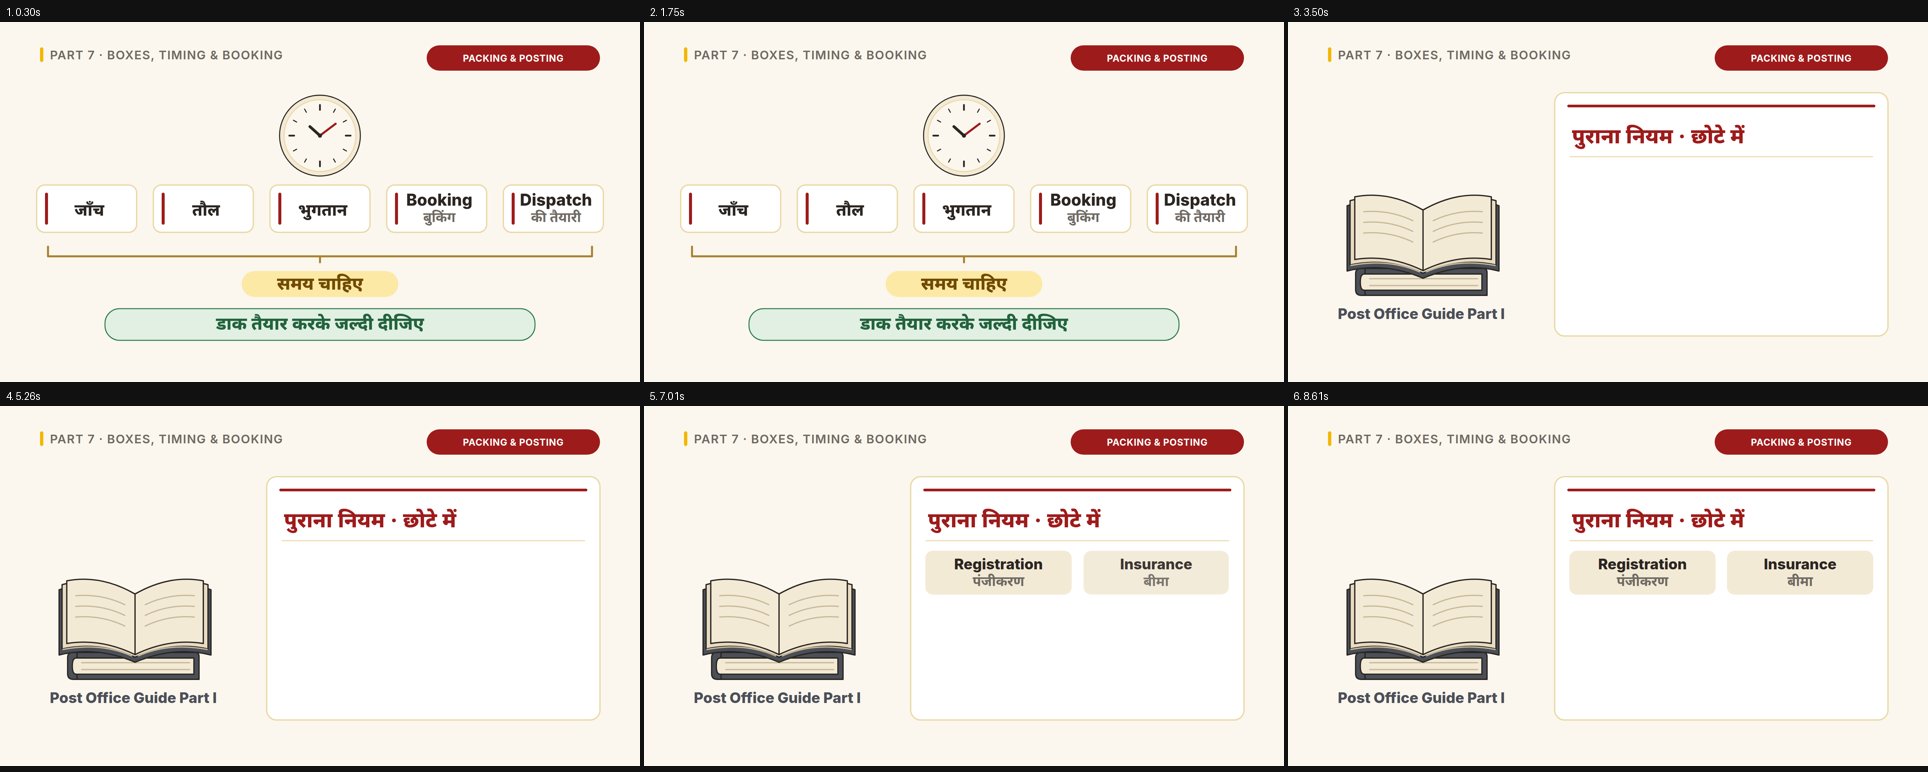 1. 0.30s
PART 7 · BOXES, TIMING & BOOKING
PACKING & POSTING
जाँच
तौल
भुगतान
Booking
बुकिंग
Dispatch
की तैयारी
समय चाहिए
डाक तैयार करके जल्दी दीजिए
2. 1.75s
PART 7 · BOXES, TIMING & BOOKING
PACKING & POSTING
जाँच
तौल
भुगतान
Booking
बुकिंग
Dispatch
की तैयारी
समय चाहिए
डाक तैयार करके जल्दी दीजिए
3. 3.50s
PART 7 · BOXES, TIMING & BOOKING
PACKING & POSTING
पुराना नियम · छोटे में
Post Office Guide Part I
4. 5.26s
PART 7 · BOXES, TIMING & BOOKING
PACKING & POSTING
पुराना नियम · छोटे में
Post Office Guide Part I
5. 7.01s
PART 7 · BOXES, TIMING & BOOKING
PACKING & POSTING
पुराना नियम · छोटे में
Registration
पंजीकरण
Insurance
बीमा
Post Office Guide Part I
6. 8.61s
PART 7 · BOXES, TIMING & BOOKING
PACKING & POSTING
पुराना नियम · छोटे में
Registration
पंजीकरण
Insurance
बीमा
Post Office Guide Part I